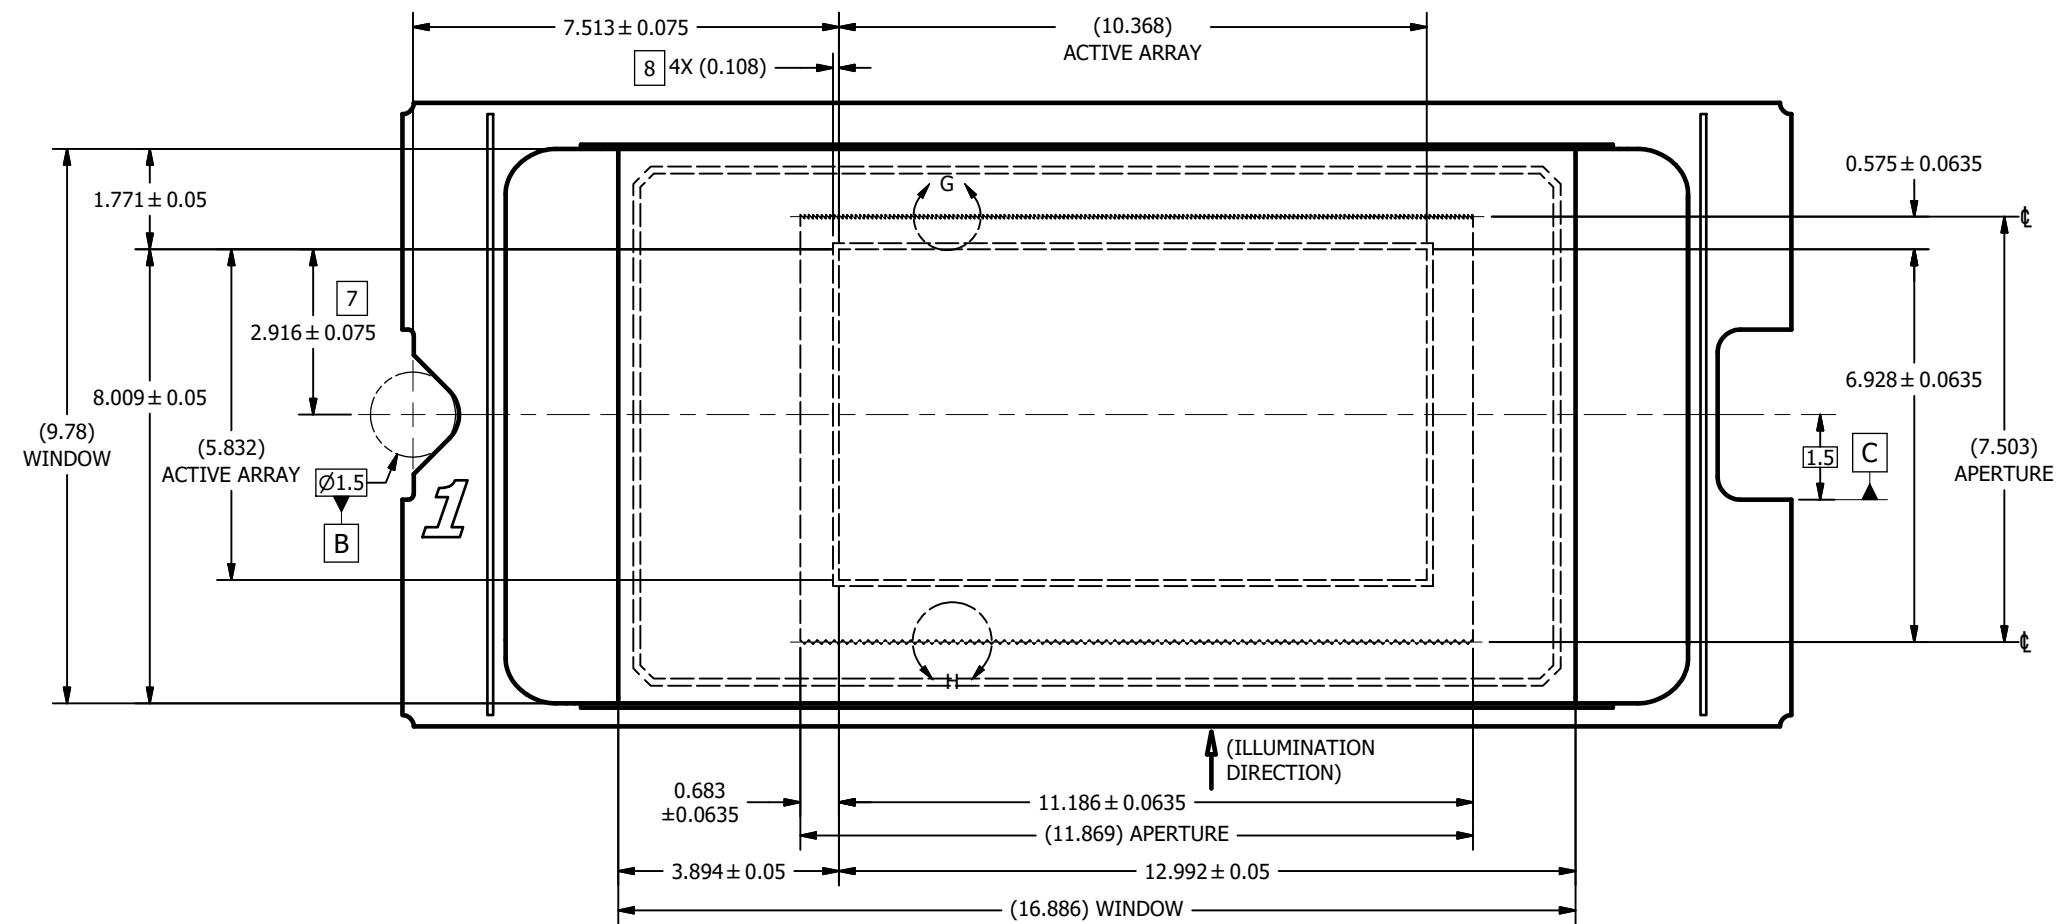 7.513 ± 0.075
(10.368)
ACTIVE ARRAY
8 4X (0.108)
1.771 ± 0.05
G
0.575 ± 0.0635
℄
7
2.916 ± 0.075
8.009 ± 0.05
6.928 ± 0.0635
(9.78)
WINDOW
(5.832)
ACTIVE ARRAY
(7.503)
APERTURE
1.5
C
Ø1.5
B
1
H
℄
(ILLUMINATION
DIRECTION)
0.683
±0.0635
11.186 ± 0.0635
(11.869) APERTURE
3.894 ± 0.05
12.992 ± 0.05
(16.886) WINDOW